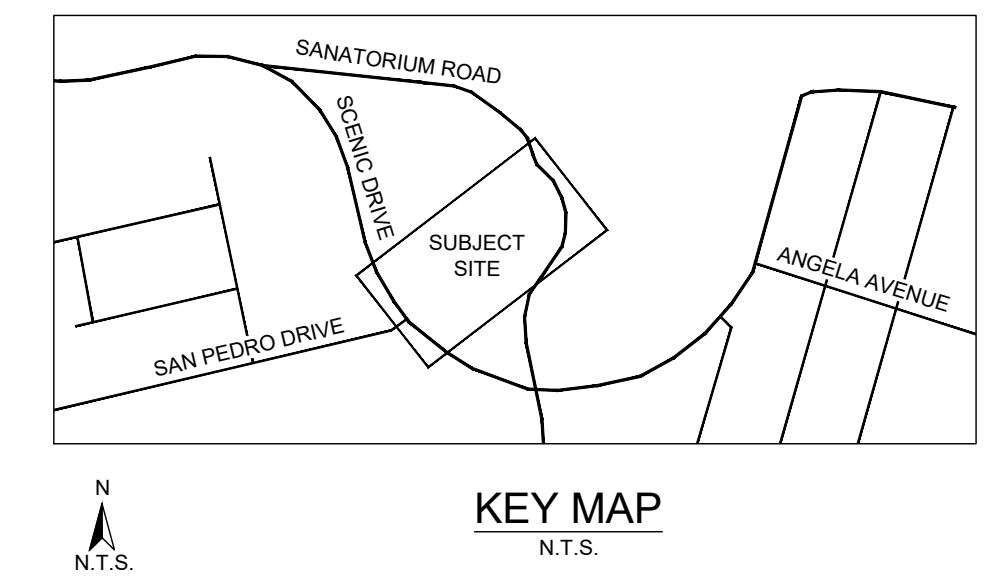 SANATORIUM ROAD
SCENIC DRIVE
SUBJECT
SITE
ANGELA AVENUE
SAN PEDRO DRIVE
N
N.T.S.
KEY MAP
N.T.S.